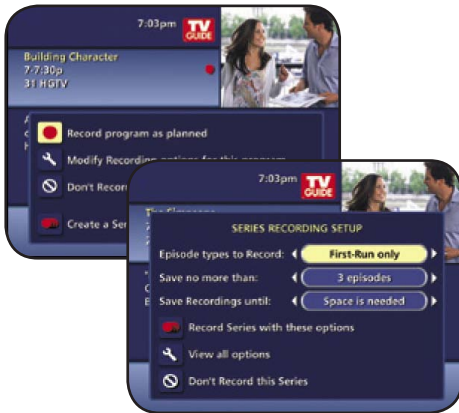 7:03pm
TV
GUIDE
Building Character
7-7:30p
31 HGTV
Record program as planned
Modify Recording options for this program
Don't Recor
Create a Ser
7:03pm
TV
GUIDE
The Simpsons
SERIES RECORDING SETUP
Episode types to Record: First-Run only
Save no more than: 3 episodes
Save Recordings until: Space is needed
Record Series with these options
View all options
Don't Record this Series